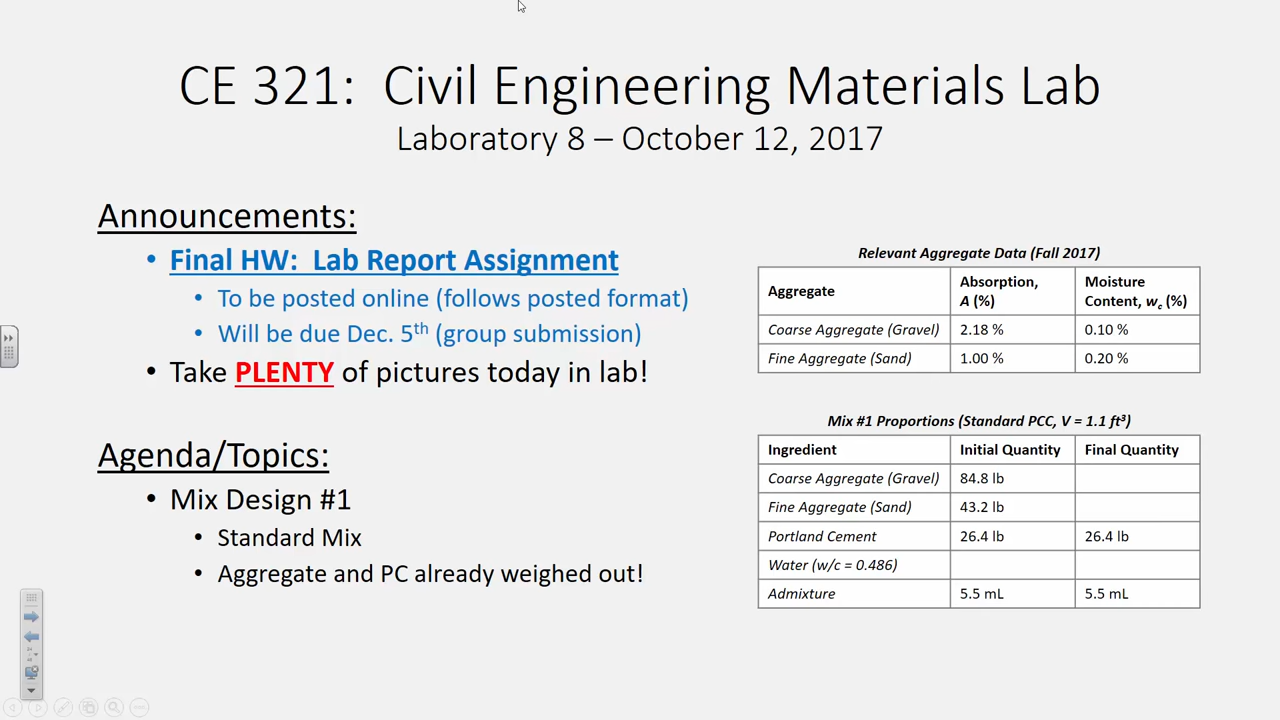 CE 321: Civil Engineering Materials Lab
Laboratory 8 – October 12, 2017
Announcements:
• Final HW: Lab Report Assignment
• To be posted online (follows posted format)
• Will be due Dec. 5th (group submission)
• Take PLENTY of pictures today in lab!
Agenda/Topics:
• Mix Design #1
• Standard Mix
• Aggregate and PC already weighed out!
Relevant Aggregate Data (Fall 2017)
Aggregate Absorption, A (%) Moisture Content, wc (%)
Coarse Aggregate (Gravel) 2.18 % 0.10 %
Fine Aggregate (Sand) 1.00 % 0.20 %
Mix #1 Proportions (Standard PCC, V = 1.1 ft³)
Ingredient Initial Quantity Final Quantity
Coarse Aggregate (Gravel) 84.8 lb
Fine Aggregate (Sand) 43.2 lb
Portland Cement 26.4 lb 26.4 lb
Water (w/c = 0.486)
Admixture 5.5 mL 5.5 mL